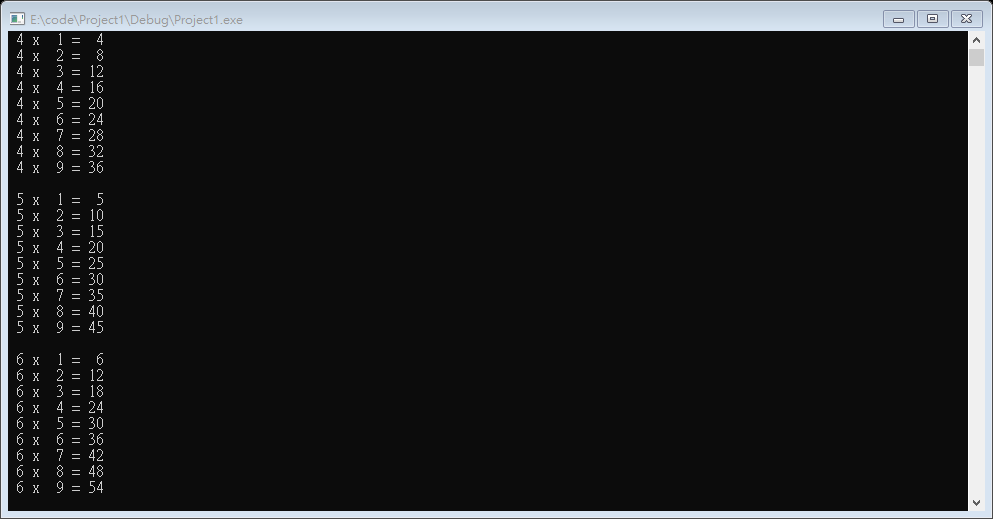 E:\code\Project1\Debug\Project1.exe
4 x  1 =  4
4 x  2 =  8
4 x  3 = 12
4 x  4 = 16
4 x  5 = 20
4 x  6 = 24
4 x  7 = 28
4 x  8 = 32
4 x  9 = 36

5 x  1 =  5
5 x  2 = 10
5 x  3 = 15
5 x  4 = 20
5 x  5 = 25
5 x  6 = 30
5 x  7 = 35
5 x  8 = 40
5 x  9 = 45

6 x  1 =  6
6 x  2 = 12
6 x  3 = 18
6 x  4 = 24
6 x  5 = 30
6 x  6 = 36
6 x  7 = 42
6 x  8 = 48
6 x  9 = 54